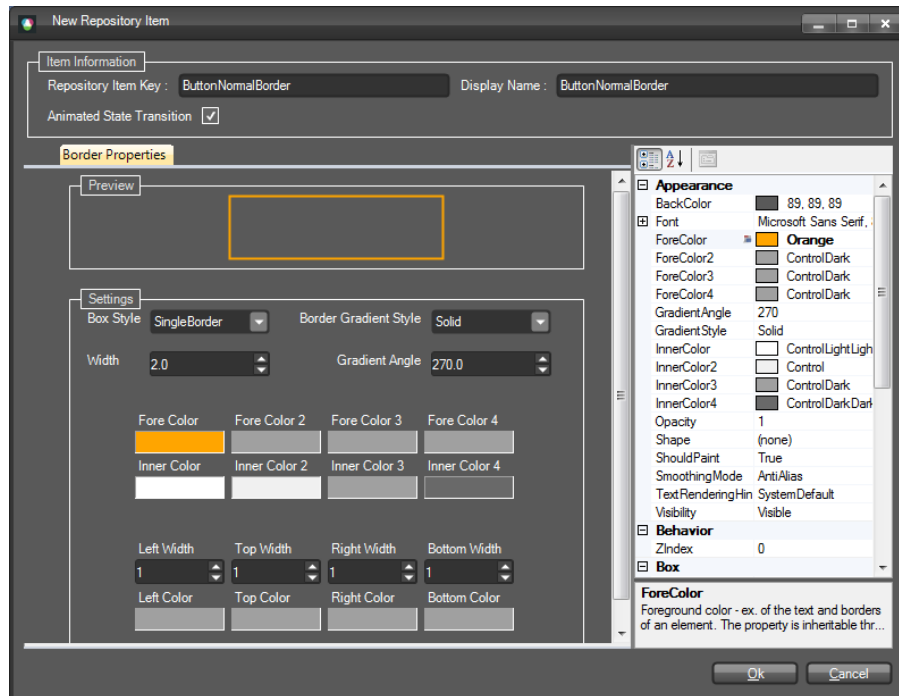 New Repository Item
Item Information
Repository Item Key : ButtonNormalBorder Display Name : ButtonNormalBorder
Animated State Transition
Border Properties
Preview
Settings
Box Style SingleBorder Border Gradient Style Solid
Width 2.0 Gradient Angle 270.0
Fore Color Fore Color 2 Fore Color 3 Fore Color 4
Inner Color Inner Color 2 Inner Color 3 Inner Color 4
Left Width Top Width Right Width Bottom Width
1 1 1 1
Left Color Top Color Right Color Bottom Color
Appearance
BackColor 89, 89, 89
Font Microsoft Sans Serif,
ForeColor Orange
ForeColor2 ControlDark
ForeColor3 ControlDark
ForeColor4 ControlDark
GradientAngle 270
GradientStyle Solid
InnerColor ControlLightLigh
InnerColor2 Control
InnerColor3 ControlDark
InnerColor4 ControlDarkDark
Opacity 1
Shape (none)
ShouldPaint True
SmoothingMode AntiAlias
TextRenderingHin SystemDefault
Visibility Visible
Behavior
ZIndex 0
Box
ForeColor
Foreground color - ex. of the text and borders
of an element. The property is inheritable thr...
Ok Cancel